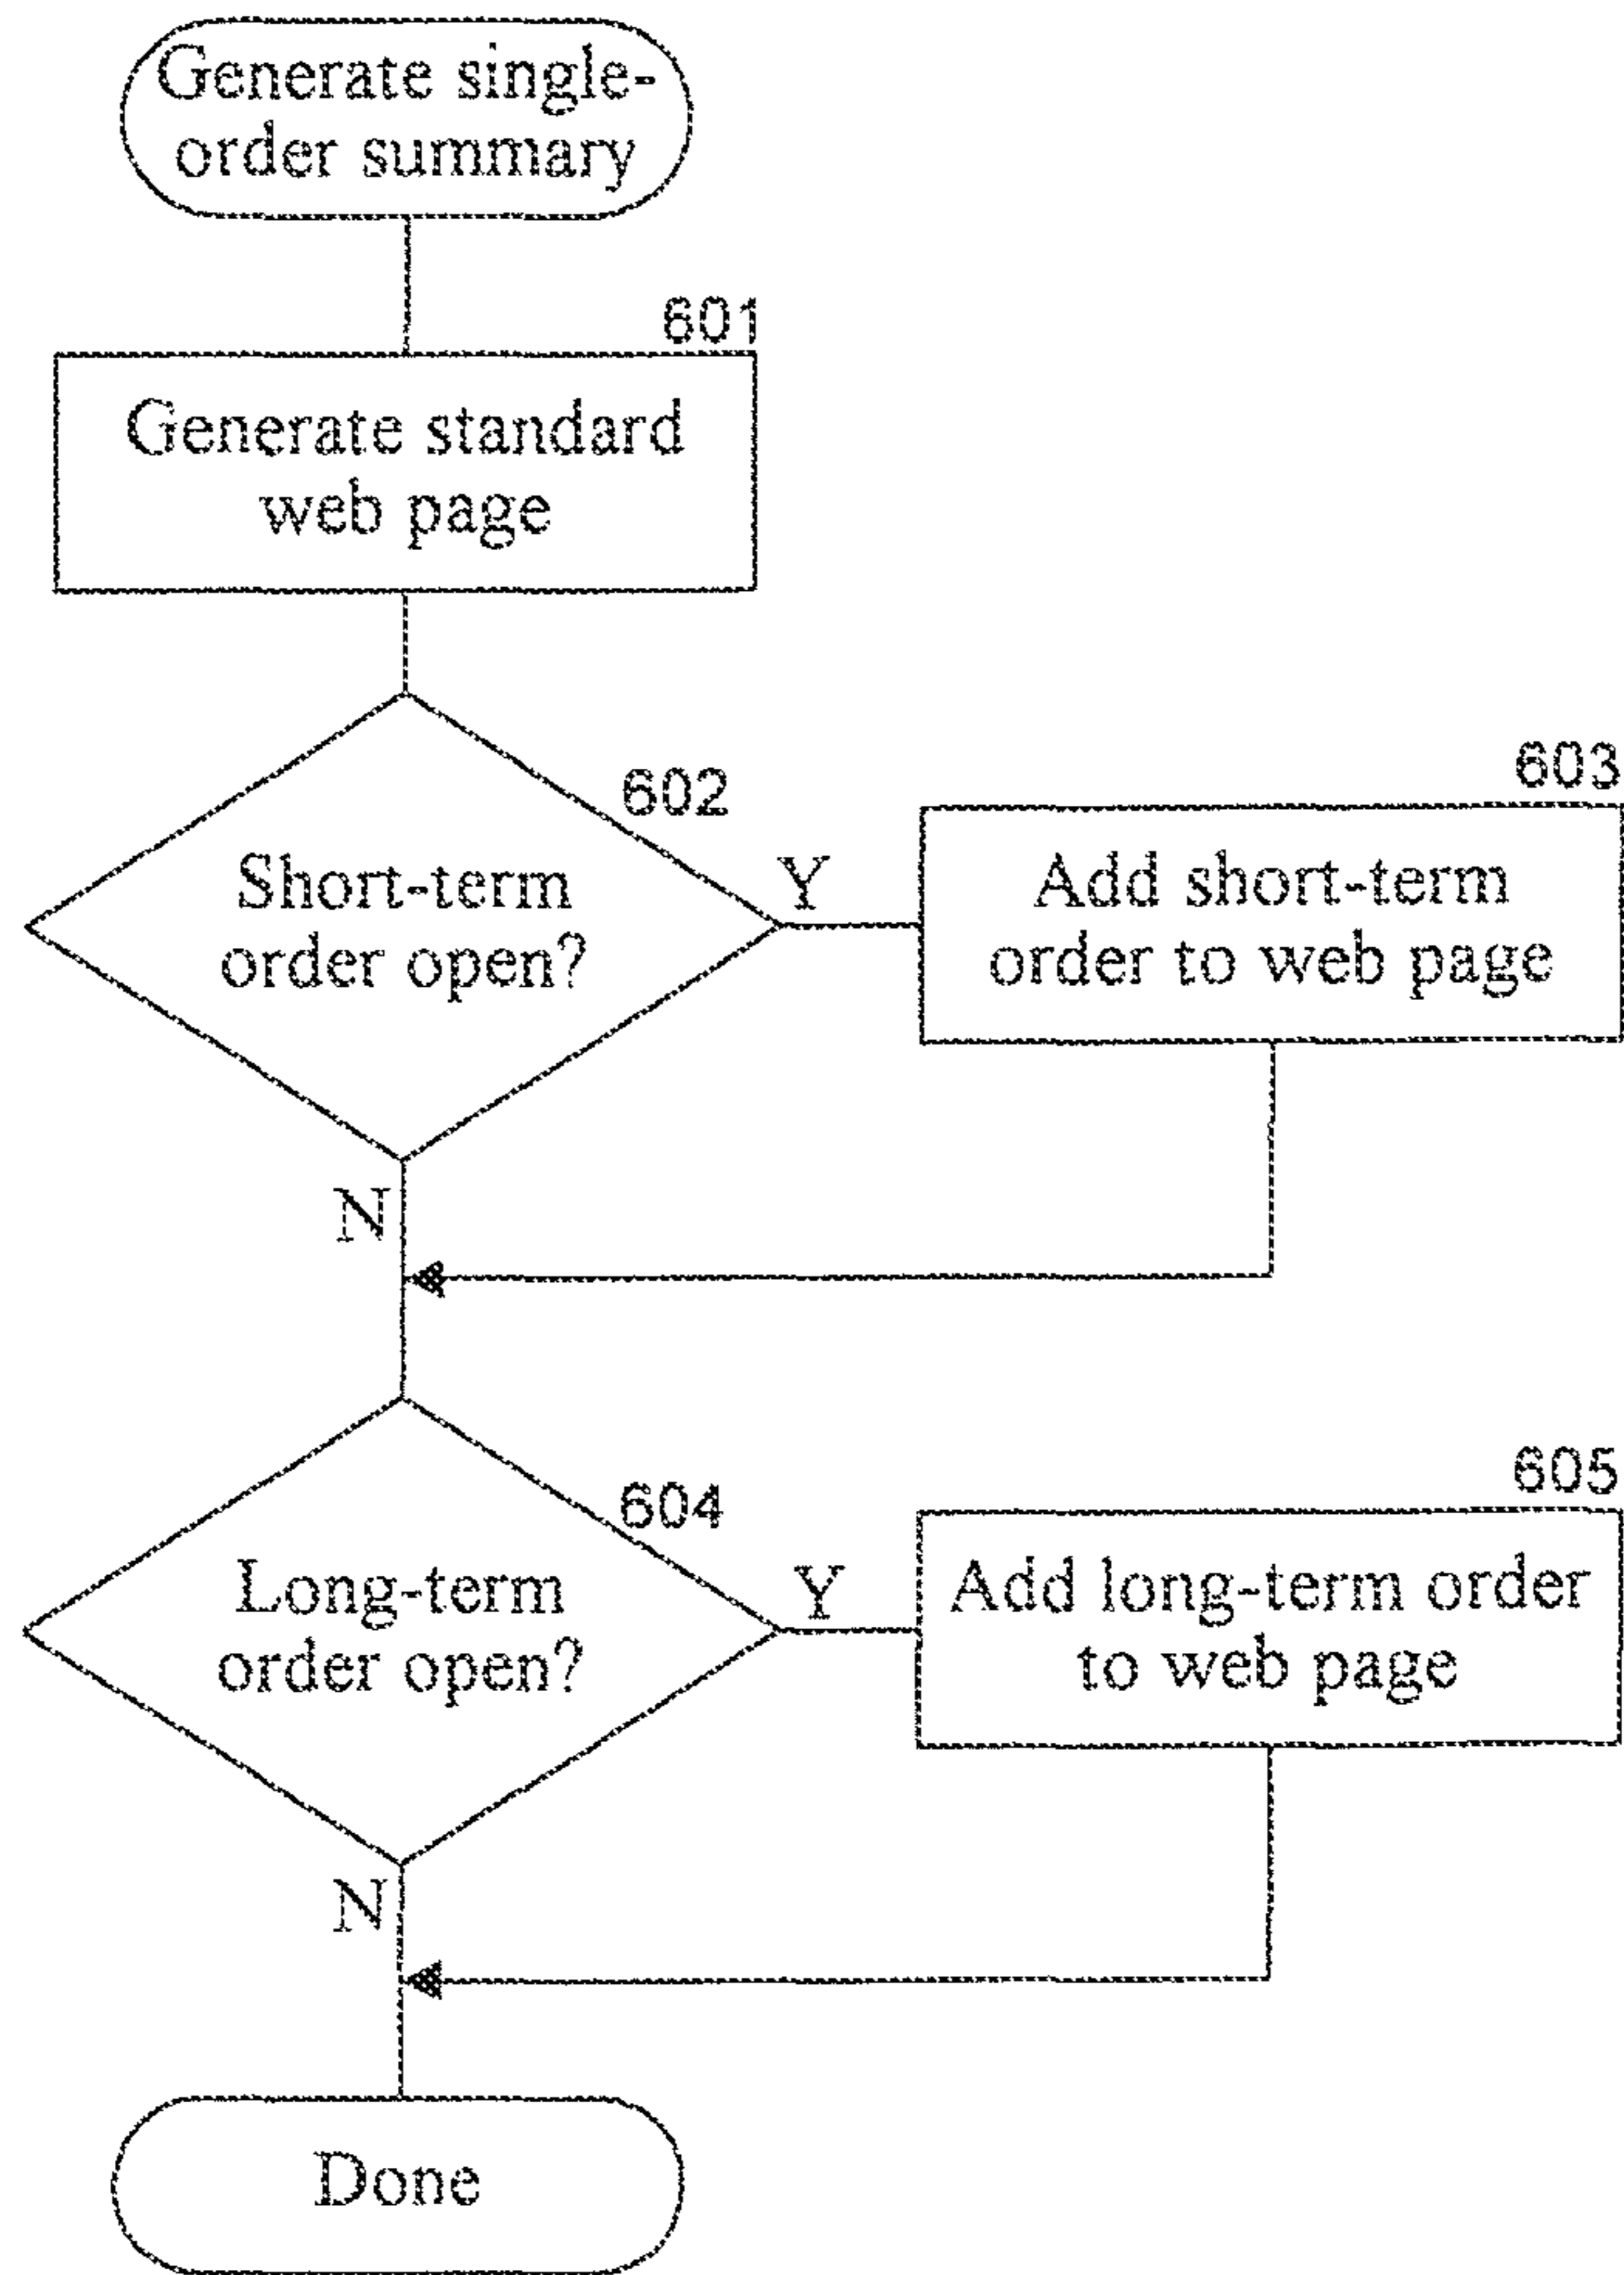 Generate single-
order summary
601
Generate standard
web page
602
Short-term
order open?
Y
603
Add short-term
order to web page
N
604
Long-term
order open?
Y
605
Add long-term order
to web page
N
Done